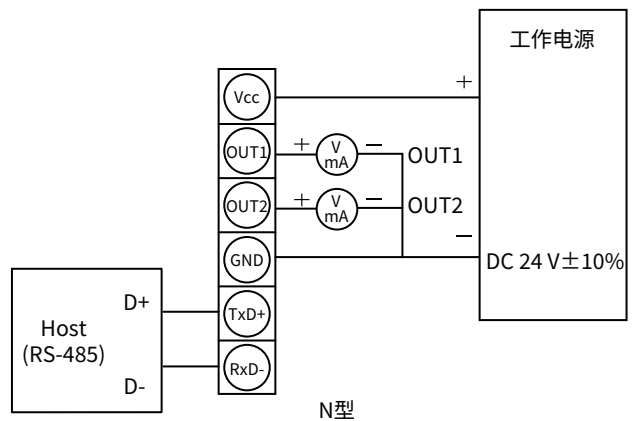 工作电源
+
Vcc
OUT1
+
V
mA
−
OUT1
OUT2
+
V
mA
−
OUT2
−
GND
DC 24 V±10%
D+
TxD+
Host
(RS-485)
D-
RxD-
N型